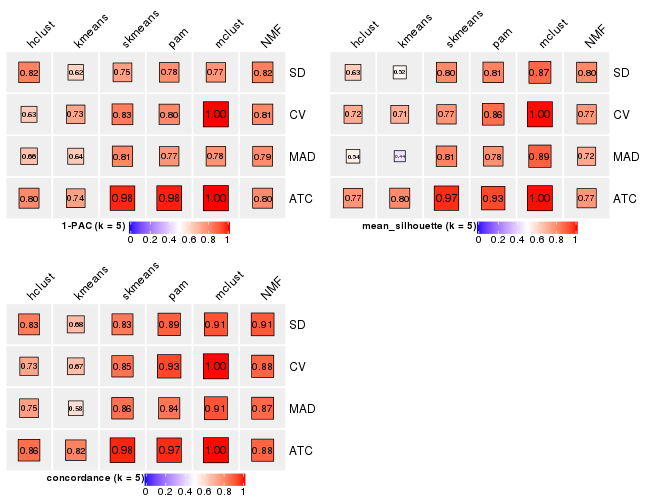 hclust kmeans skmeans pam mclust NMF
0.82 0.62 0.75 0.78 0.77 0.82 SD
0.63 0.73 0.83 0.80 1.00 0.81 CV
0.66 0.64 0.81 0.77 0.78 0.79 MAD
0.80 0.74 0.98 0.98 1.00 0.80 ATC
1-PAC (k = 5)
0 0.2 0.4 0.6 0.8 1
hclust kmeans skmeans pam mclust NMF
0.63 0.52 0.80 0.81 0.87 0.80 SD
0.72 0.71 0.77 0.86 1.00 0.77 CV
0.54 0.44 0.81 0.78 0.89 0.72 MAD
0.77 0.80 0.97 0.93 1.00 0.77 ATC
mean_silhouette (k = 5)
0 0.2 0.4 0.6 0.8 1
hclust kmeans skmeans pam mclust NMF
0.83 0.68 0.83 0.89 0.91 0.91 SD
0.73 0.67 0.85 0.93 1.00 0.88 CV
0.75 0.58 0.86 0.84 0.91 0.87 MAD
0.86 0.82 0.98 0.97 1.00 0.88 ATC
concordance (k = 5)
0 0.2 0.4 0.6 0.8 1